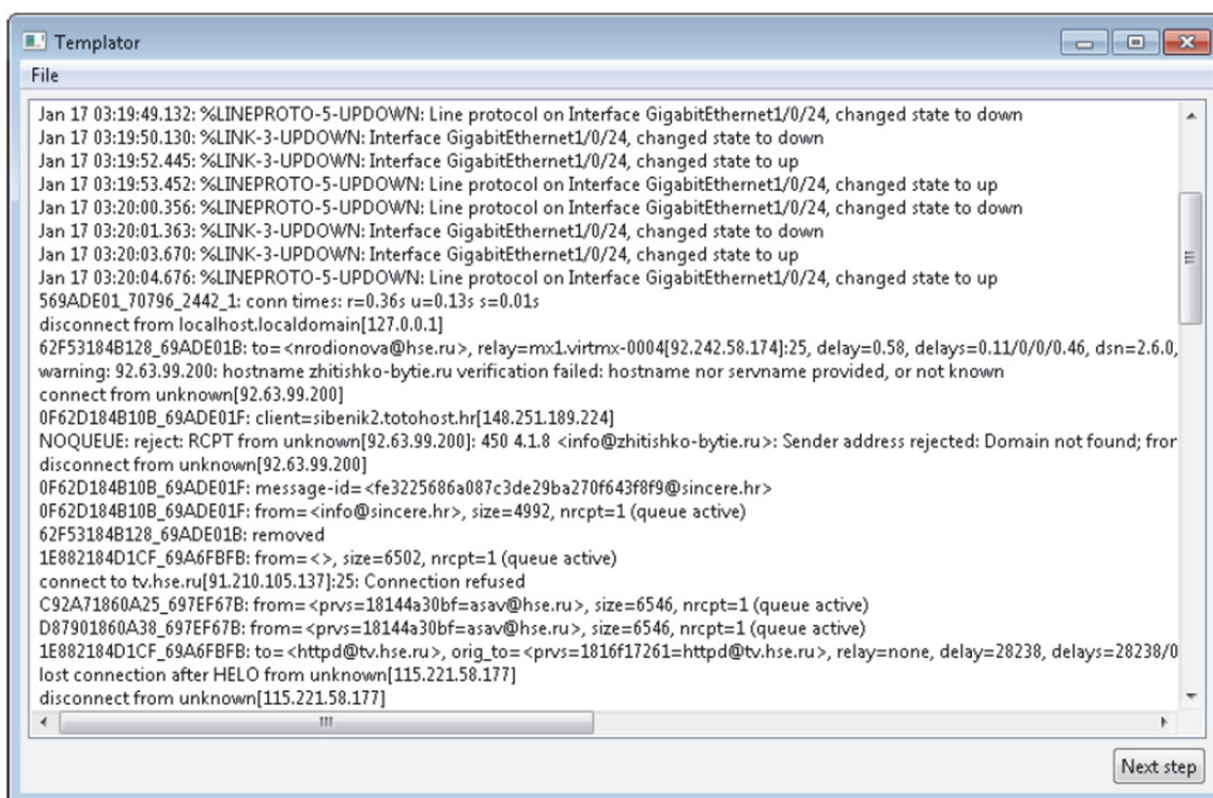 Templator
File
Jan 17 03:19:49.132: %LINEPROTO-5-UPDOWN: Line protocol on Interface GigabitEthernet1/0/24, changed state to down
Jan 17 03:19:50.130: %LINK-3-UPDOWN: Interface GigabitEthernet1/0/24, changed state to down
Jan 17 03:19:52.445: %LINK-3-UPDOWN: Interface GigabitEthernet1/0/24, changed state to up
Jan 17 03:19:53.452: %LINEPROTO-5-UPDOWN: Line protocol on Interface GigabitEthernet1/0/24, changed state to up
Jan 17 03:20:00.356: %LINEPROTO-5-UPDOWN: Line protocol on Interface GigabitEthernet1/0/24, changed state to down
Jan 17 03:20:01.363: %LINK-3-UPDOWN: Interface GigabitEthernet1/0/24, changed state to down
Jan 17 03:20:03.670: %LINK-3-UPDOWN: Interface GigabitEthernet1/0/24, changed state to up
Jan 17 03:20:04.676: %LINEPROTO-5-UPDOWN: Line protocol on Interface GigabitEthernet1/0/24, changed state to up
569ADE01_70796_2442_1: conn times: r=0.36s u=0.13s s=0.01s
disconnect from localhost.localdomain[127.0.0.1]
62F53184B128_69ADE01B: to=<nrodionova@hse.ru>, relay=mx1.virtmx-0004[92.242.58.174]:25, delay=0.58, delays=0.11/0/0/0.46, dsn=2.6.0,
warning: 92.63.99.200: hostname zhitishko-bytie.ru verification failed: hostname nor servname provided, or not known
connect from unknown[92.63.99.200]
0F62D184B10B_69ADE01F: client=sibenik2.totohost.hr[148.251.189.224]
NOQUEUE: reject: RCPT from unknown[92.63.99.200]: 450 4.1.8 <info@zhitishko-bytie.ru>: Sender address rejected: Domain not found; fror
disconnect from unknown[92.63.99.200]
0F62D184B10B_69ADE01F: message-id=<fe3225686a087c3de29ba270f643f8f9@sincere.hr>
0F62D184B10B_69ADE01F: from=<info@sincere.hr>, size=4992, nrcpt=1 (queue active)
62F53184B128_69ADE01B: removed
1E882184D1CF_69A6FBFB: from=<>, size=6502, nrcpt=1 (queue active)
connect to tv.hse.ru[91.210.105.137]:25: Connection refused
C92A71860A25_697EF67B: from=<prvs=18144a30bf=asav@hse.ru>, size=6546, nrcpt=1 (queue active)
D87901860A38_697EF67B: from=<prvs=18144a30bf=asav@hse.ru>, size=6546, nrcpt=1 (queue active)
1E882184D1CF_69A6FBFB: to=<httpd@tv.hse.ru>, orig_to=<prvs=1816f17261=httpd@tv.hse.ru>, relay=none, delay=28238, delays=28238/0
lost connection after HELO from unknown[115.221.58.177]
disconnect from unknown[115.221.58.177]
Next step